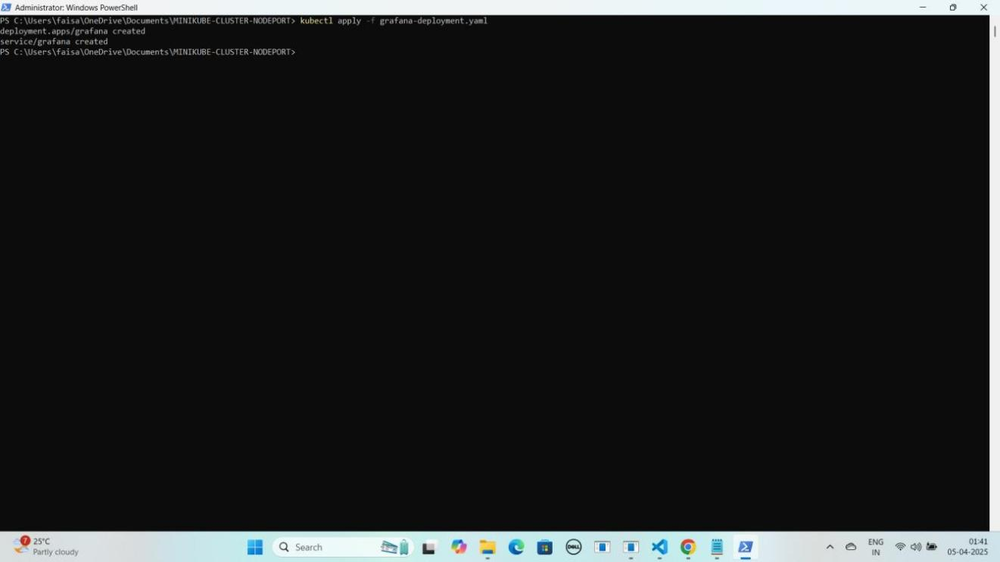 Administrator: Windows PowerShell
PS C:\Users\faisa\OneDrive\Documents\MINIKUBE-CLUSTER-NODEPORT> kubectl apply -f grafana-deployment.yaml
deployment.apps/grafana created
service/grafana created
PS C:\Users\faisa\OneDrive\Documents\MINIKUBE-CLUSTER-NODEPORT>
7
25°C
Partly cloudy
Search
DELL
ENG
IN
01:41
05-04-2025